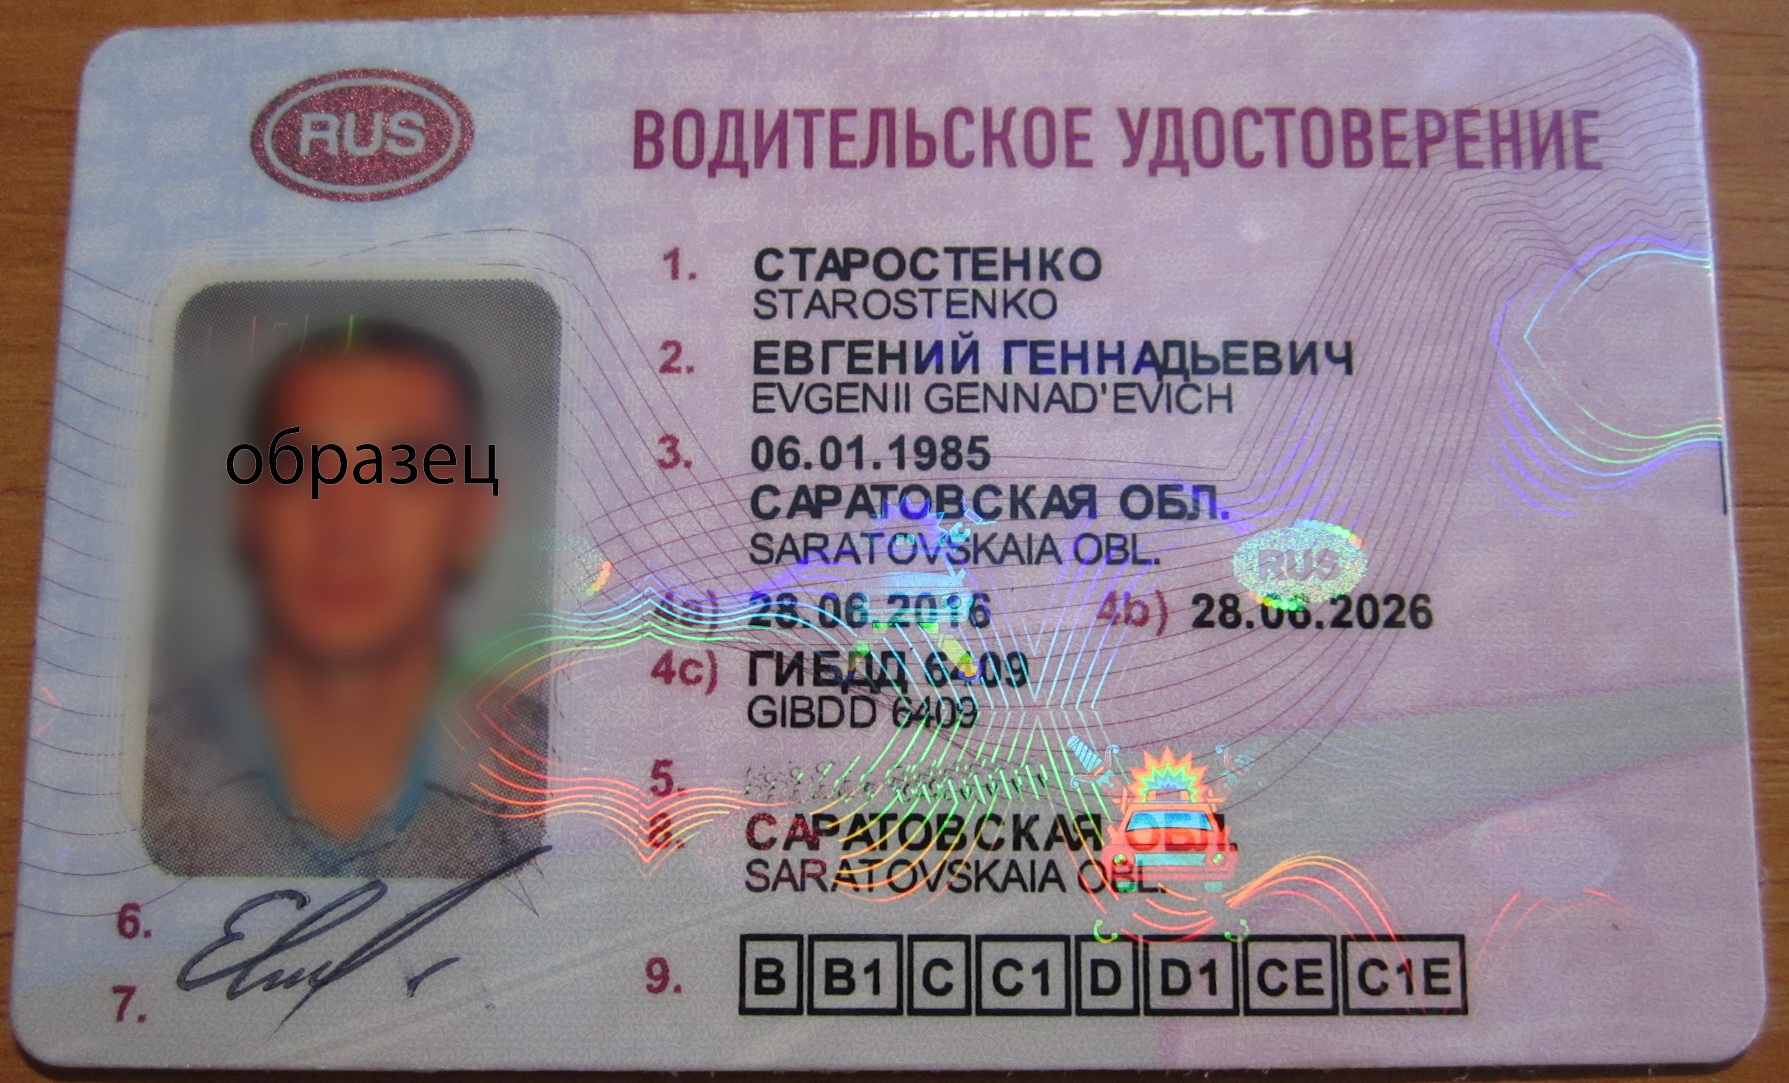 RUS
ВОДИТЕЛЬСКОЕ УДОСТОВЕРЕНИЕ
1. СТАРОСТЕНКО
STAROSTENKO
2. ЕВГЕНИЙ ГЕННАДЬЕВИЧ
EVGENII GENNAD'EVICH
3. 06.01.1985
САРАТОВСКАЯ ОБЛ.
SARATOVSKAIA OBL.
RUS
4a) 28.06.2016 4b) 28.06.2026
4c) ГИБДД 6409
GIBDD 6409
5.
8. САРАТОВСКАЯ ОБЛ.
SARATOVSKAIA OBL.
образец
6.
7.
9. B B1 C C1 D D1 CE C1E